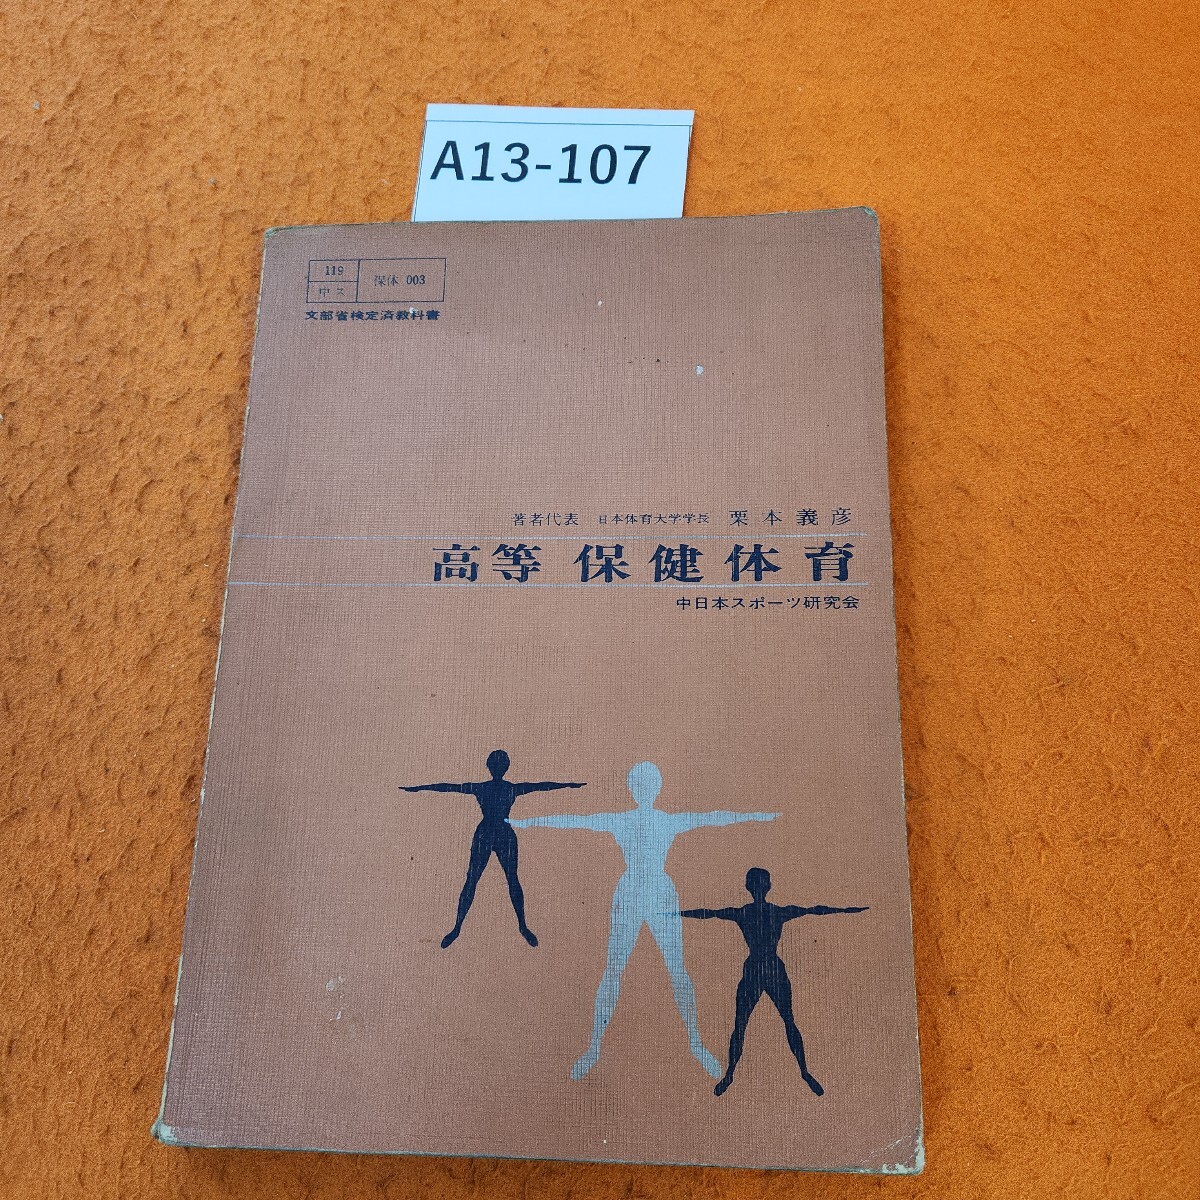 A13-107
119
保体 003
中ス
文部省検定済教科書
著者代表 日本体育大学学長 栗本義彦
高等 保健体育
中日本スポーツ研究会